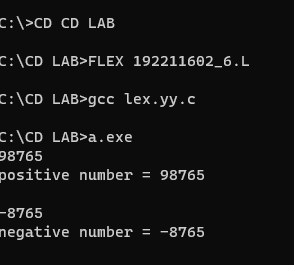 C:\>CD CD LAB
C:\CD LAB>FLEX 192211602_6.L
C:\CD LAB>gcc lex.yy.c
C:\CD LAB>a.exe
98765
positive number = 98765
-8765
negative number = -8765